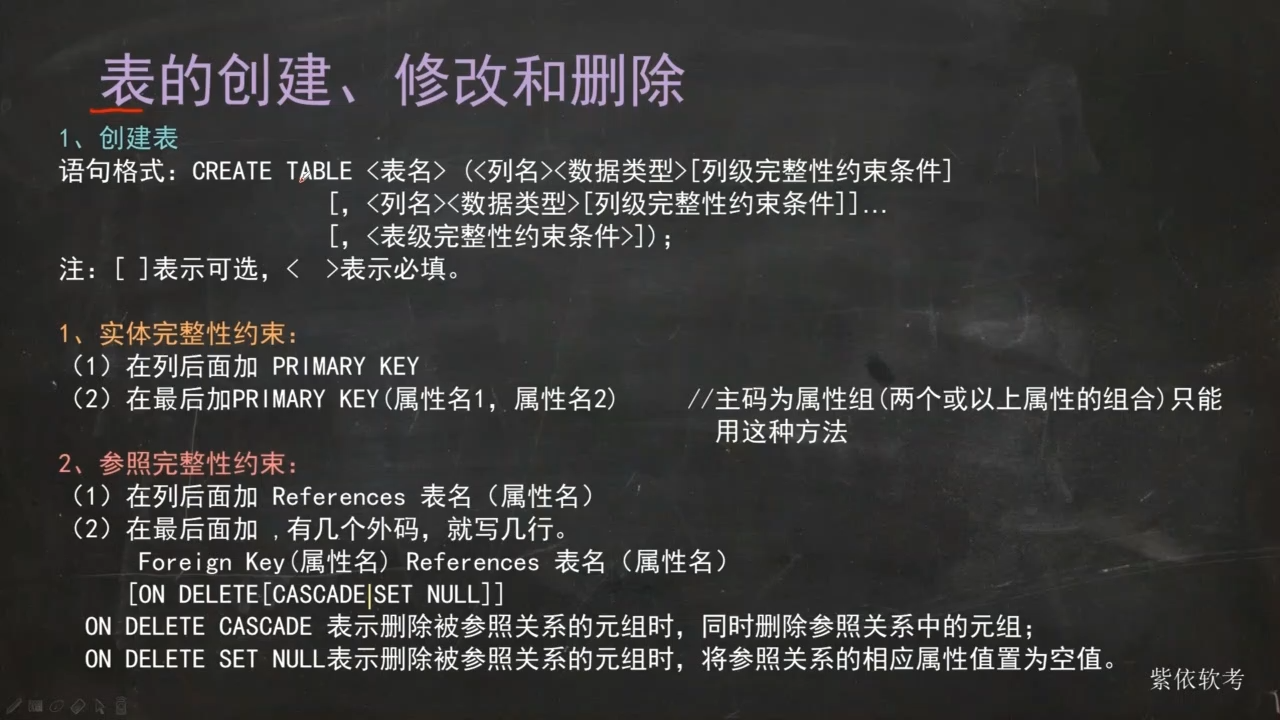 表的创建、修改和删除
1、创建表
语句格式：CREATE TABLE <表名> (<列名><数据类型>[列级完整性约束条件]
[, <列名><数据类型>[列级完整性约束条件]]…
[, <表级完整性约束条件>]);
注：[ ]表示可选，< >表示必填。
1、实体完整性约束：
（1）在列后面加 PRIMARY KEY
（2）在最后加PRIMARY KEY(属性名1, 属性名2) //主码为属性组(两个或以上属性的组合)只能
用这种方法
2、参照完整性约束：
（1）在列后面加 References 表名（属性名）
（2）在最后面加 ,有几个外码，就写几行。
Foreign Key(属性名) References 表名（属性名）
[ON DELETE[CASCADE|SET NULL]]
ON DELETE CASCADE 表示删除被参照关系的元组时，同时删除参照关系中的元组；
ON DELETE SET NULL表示删除被参照关系的元组时，将参照关系的相应属性值置为空值。
紫依软考